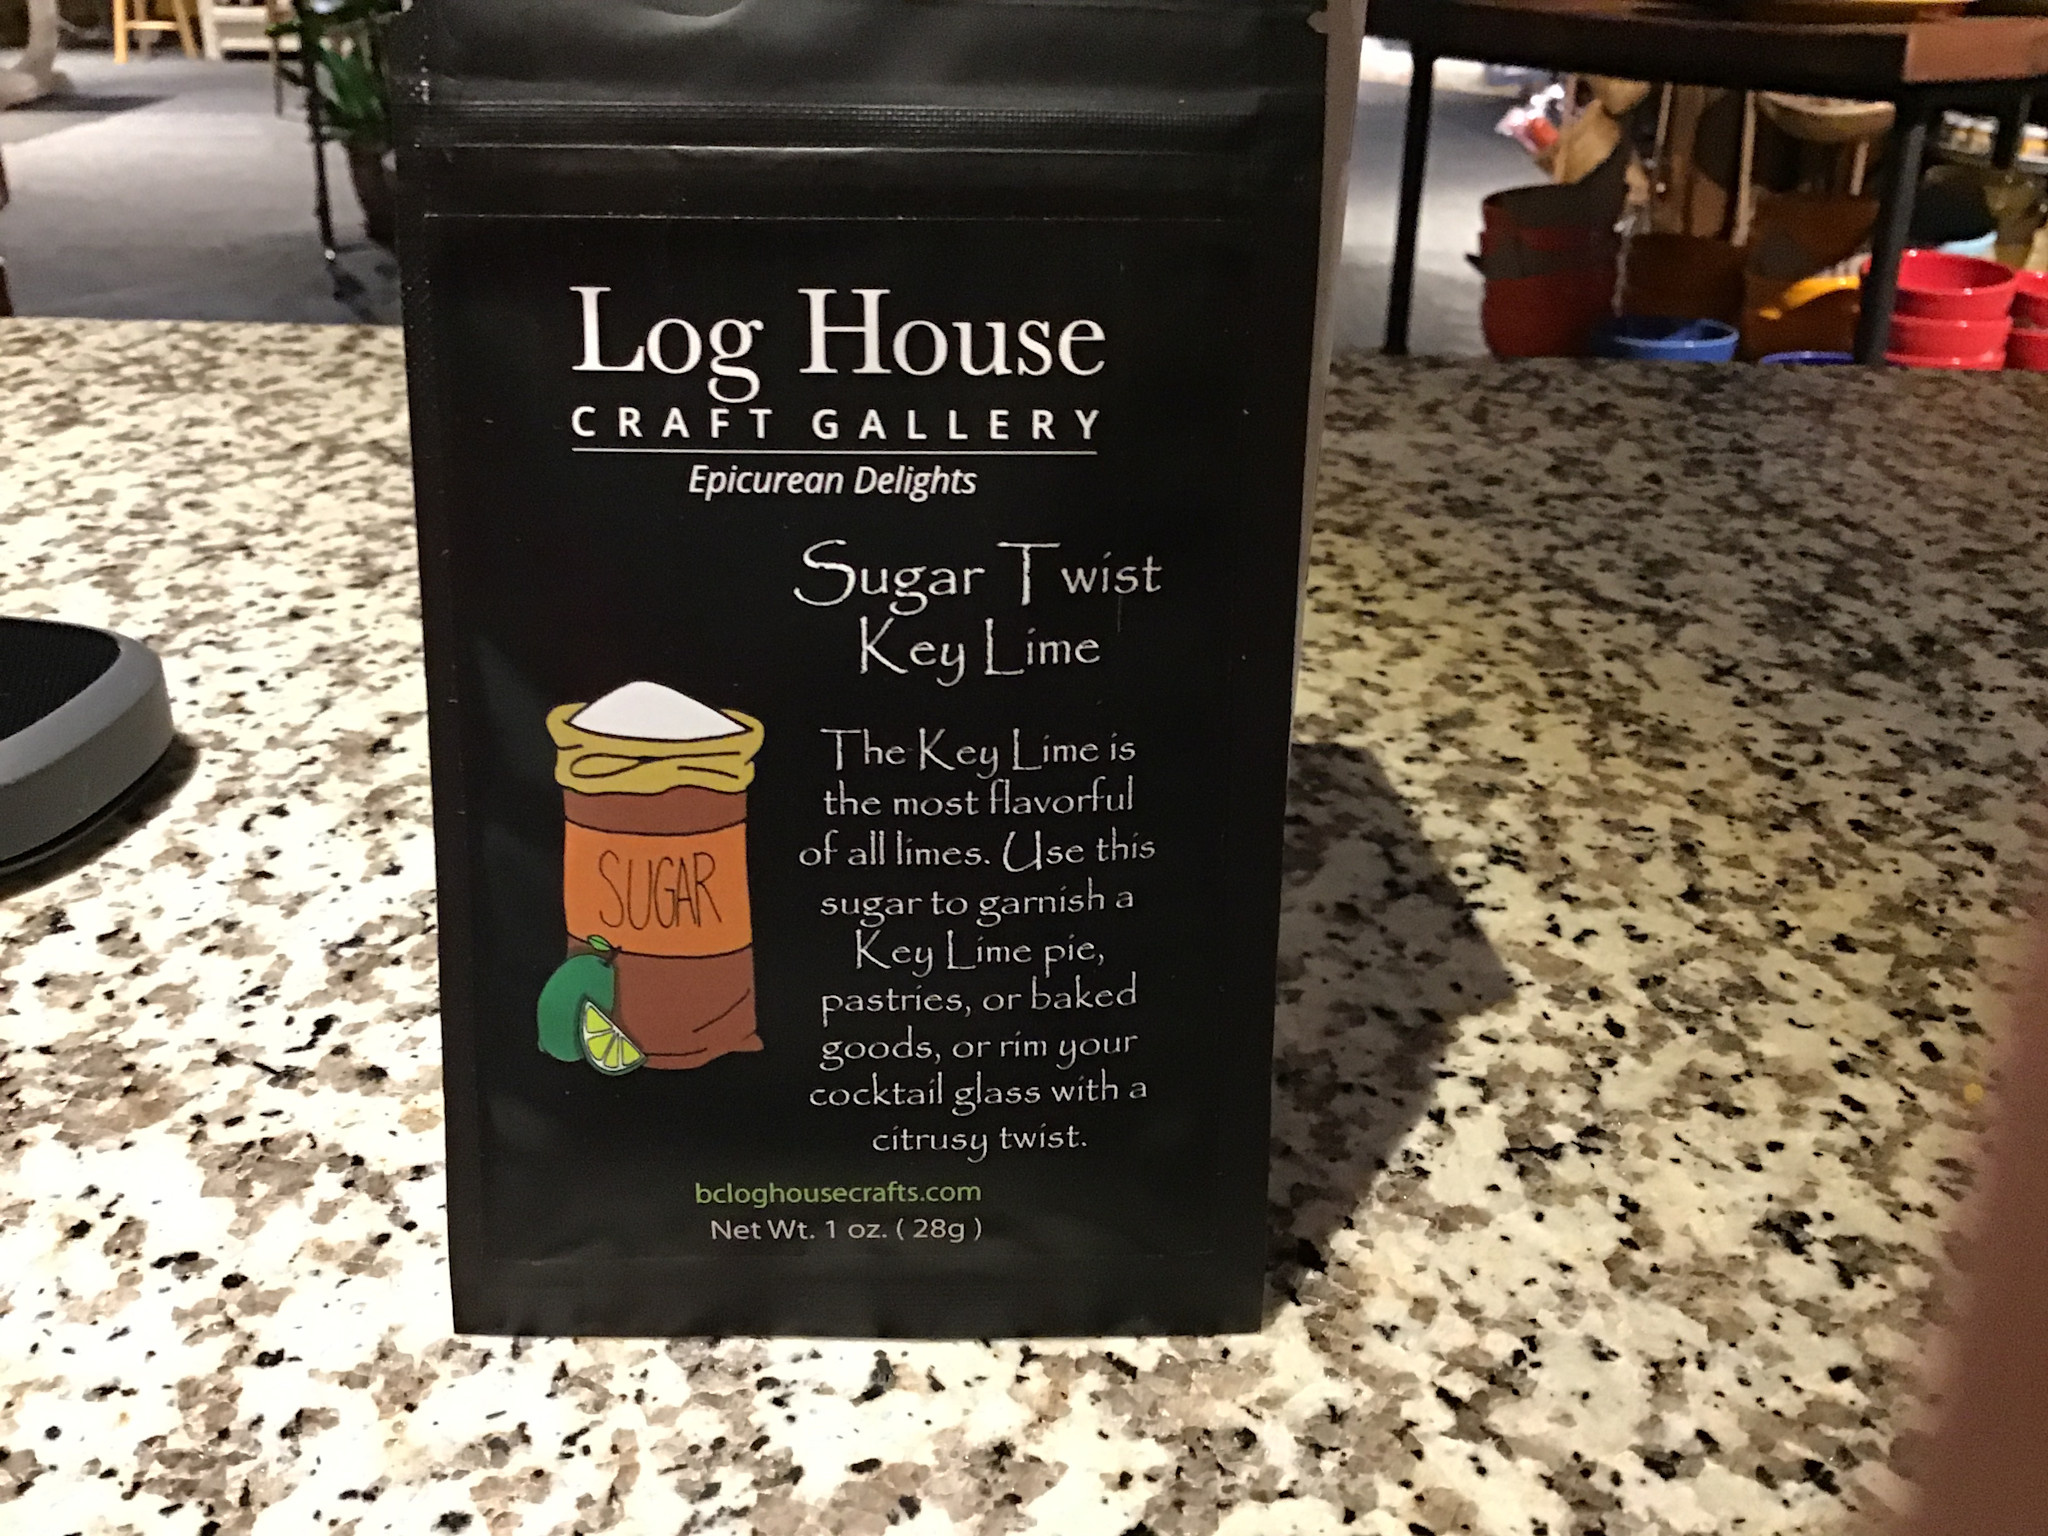 Log House
CRAFT GALLERY
Epicurean Delights
Sugar Twist
Key Lime
SUGAR
The Key Lime is
the most flavorful
of all limes. Use this
sugar to garnish a
Key Lime pie,
pastries, or baked
goods, or rim your
cocktail glass with a
citrusy twist.
bcloghousecrafts.com
Net Wt. 1 oz. ( 28g )